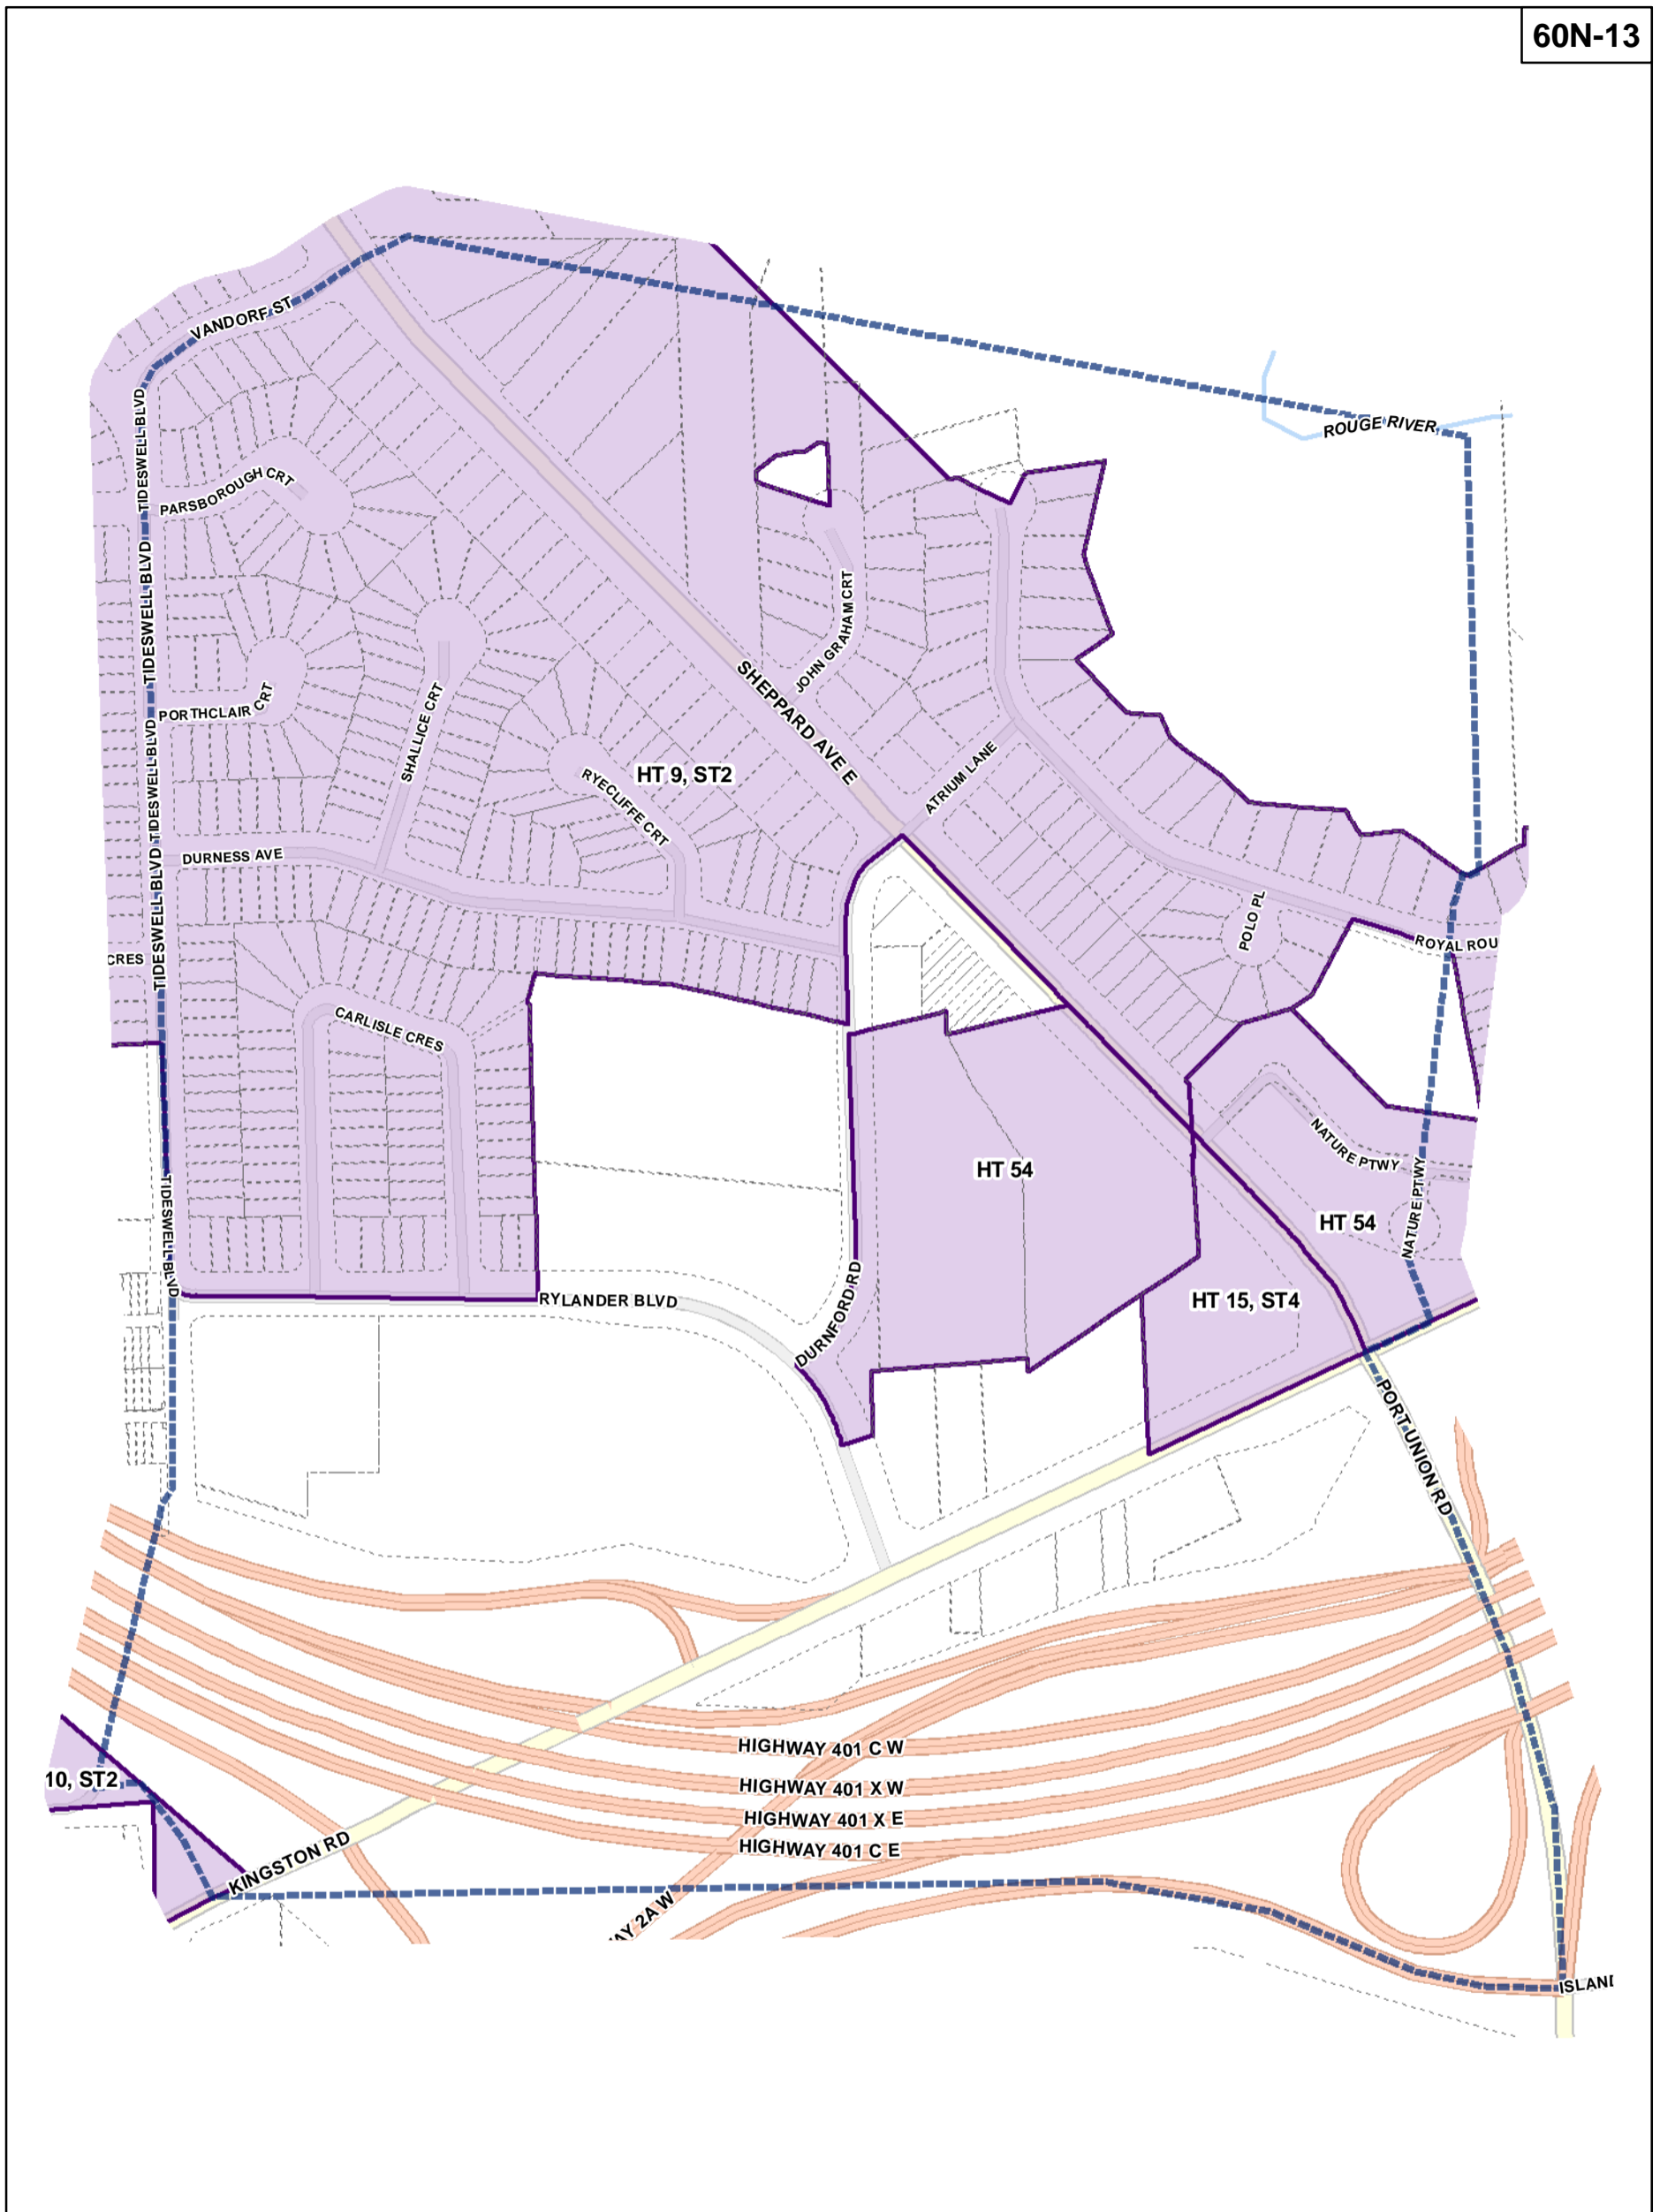 60N-13
VANDORF ST
TIDESWELL BLVD
PARSBOROUGH CRT
ROUGE RIVER
TIDESWELL BLVD
JOHN GRAHAM CRT
PORTHCLAIR CRT
SHALLICE CRT
SHEPPARD AVE E
TIDESWELL BLVD
HT 9, ST2
RYECLIFFE CRT
ATRIUM LANE
DURNESS AVE
TIDESWELL BLVD
POLO PL
ROYAL ROU
CRES
CARLISLE CRES
NATURE PTWY
HT 54
NATURE PTWY
HT 54
TIDESWELL BLVD
RYLANDER BLVD
DURNFORD RD
HT 15, ST4
PORT UNION RD
HIGHWAY 401 C W
10, ST2
HIGHWAY 401 X W
HIGHWAY 401 X E
HIGHWAY 401 C E
KINGSTON RD
AY 2A W
ISLAND